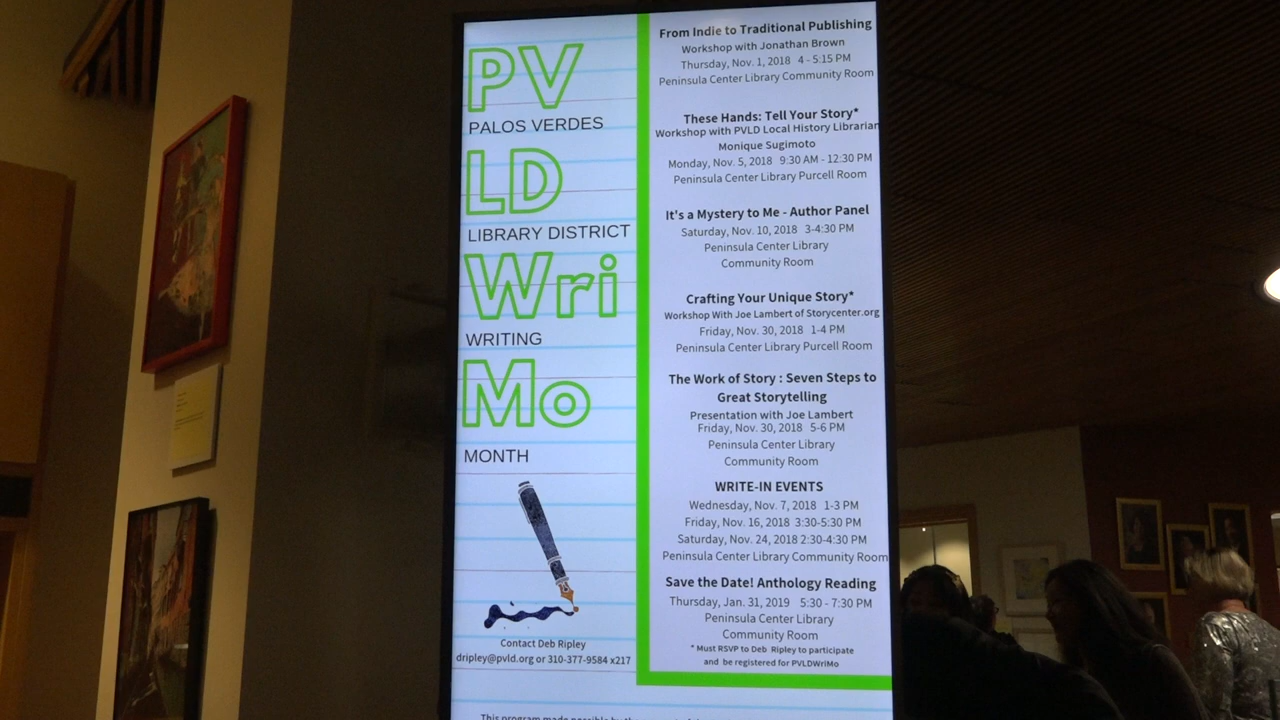 PV
PALOS VERDES
LD
LIBRARY DISTRICT
Wri
WRITING
Mo
MONTH
Contact Deb Ripley
dripley@pvld.org or 310-377-9584 x217
From Indie to Traditional Publishing
Workshop with Jonathan Brown
Thursday, Nov. 1, 2018 4 - 5:15 PM
Peninsula Center Library Community Room
These Hands: Tell Your Story*
Workshop with PVLD Local History Librarian
Monique Sugimoto
Monday, Nov. 5, 2018 9:30 AM - 12:30 PM
Peninsula Center Library Purcell Room
It's a Mystery to Me - Author Panel
Saturday, Nov. 10, 2018 3-4:30 PM
Peninsula Center Library
Community Room
Crafting Your Unique Story*
Workshop With Joe Lambert of Storycenter.org
Friday, Nov. 30, 2018 1-4 PM
Peninsula Center Library Purcell Room
The Work of Story : Seven Steps to
Great Storytelling
Presentation with Joe Lambert
Friday, Nov. 30, 2018 5-6 PM
Peninsula Center Library
Community Room
WRITE-IN EVENTS
Wednesday, Nov. 7, 2018 1-3 PM
Friday, Nov. 16, 2018 3:30-5:30 PM
Saturday, Nov. 24, 2018 2:30-4:30 PM
Peninsula Center Library Community Room
Save the Date! Anthology Reading
Thursday, Jan. 31, 2019 5:30 - 7:30 PM
Peninsula Center Library
Community Room
* Must RSVP to Deb Ripley to participate
and be registered for PVLDWriMo
This program made possible by the